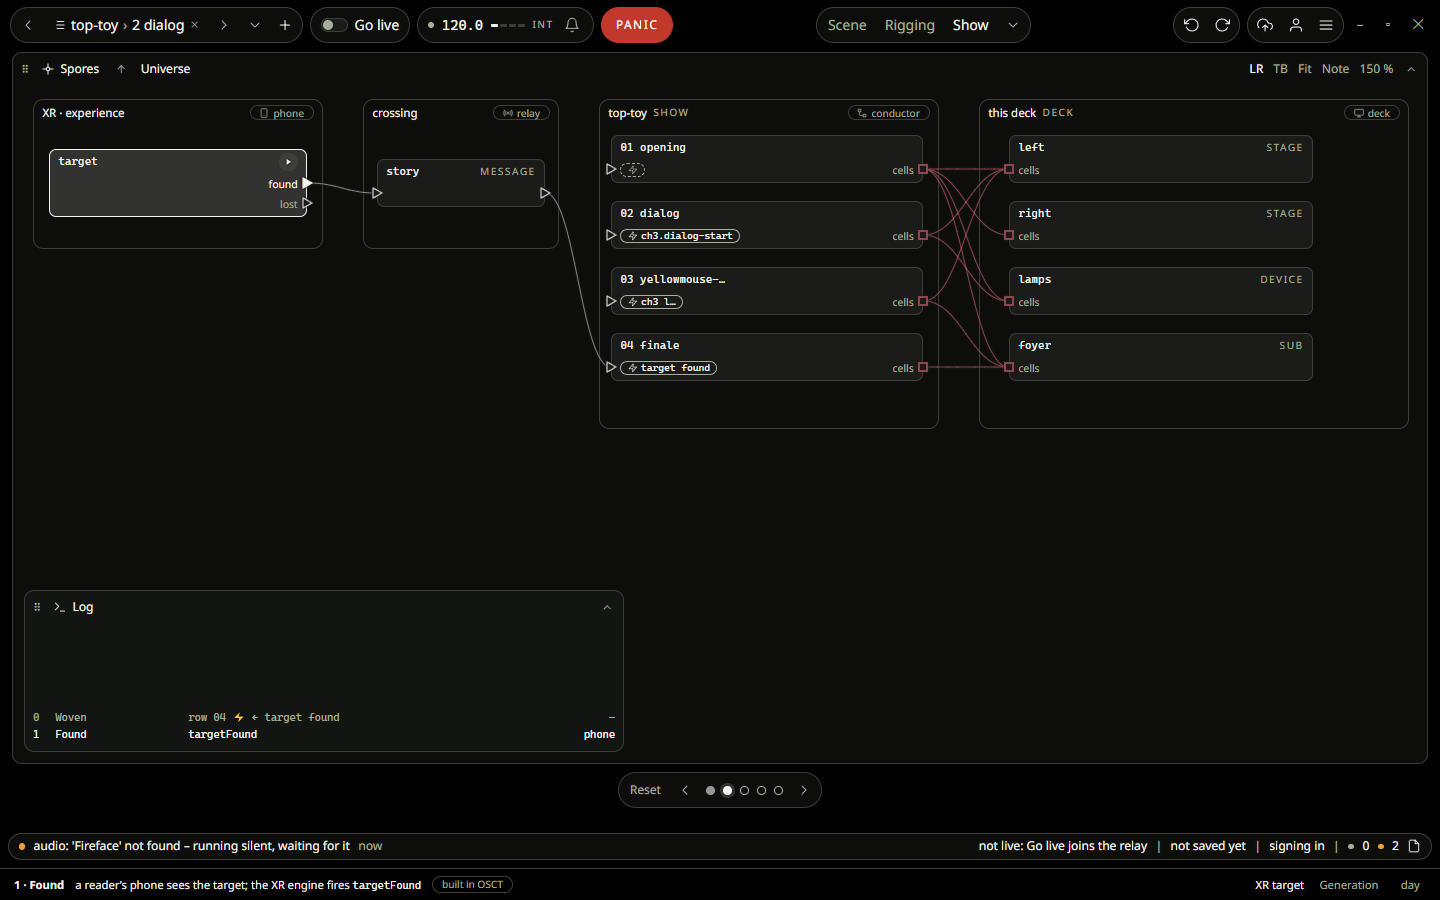 top-toy › 2 dialog ×
Go live
120.0
INT
PANIC
Scene
Rigging
Show
Spores
Universe
LR
TB
Fit
Note
150 %
XR · experience
phone
target
found
lost
crossing
relay
story
MESSAGE
top-toy SHOW
conductor
01 opening
cells
02 dialog
ch3.dialog-start
cells
03 yellowmouse-…
ch3 l…
cells
04 finale
target found
cells
this deck DECK
deck
left
STAGE
cells
right
STAGE
cells
lamps
DEVICE
cells
foyer
SUB
cells
Log
0 Woven row 04 ⚡ ← target found –
1 Found targetFound phone
Reset
audio: 'Fireface' not found – running silent, waiting for it now
not live: Go live joins the relay | not saved yet | signing in | 0 2
1 · Found a reader's phone sees the target; the XR engine fires targetFound built in OSCT
XR target
Generation
day